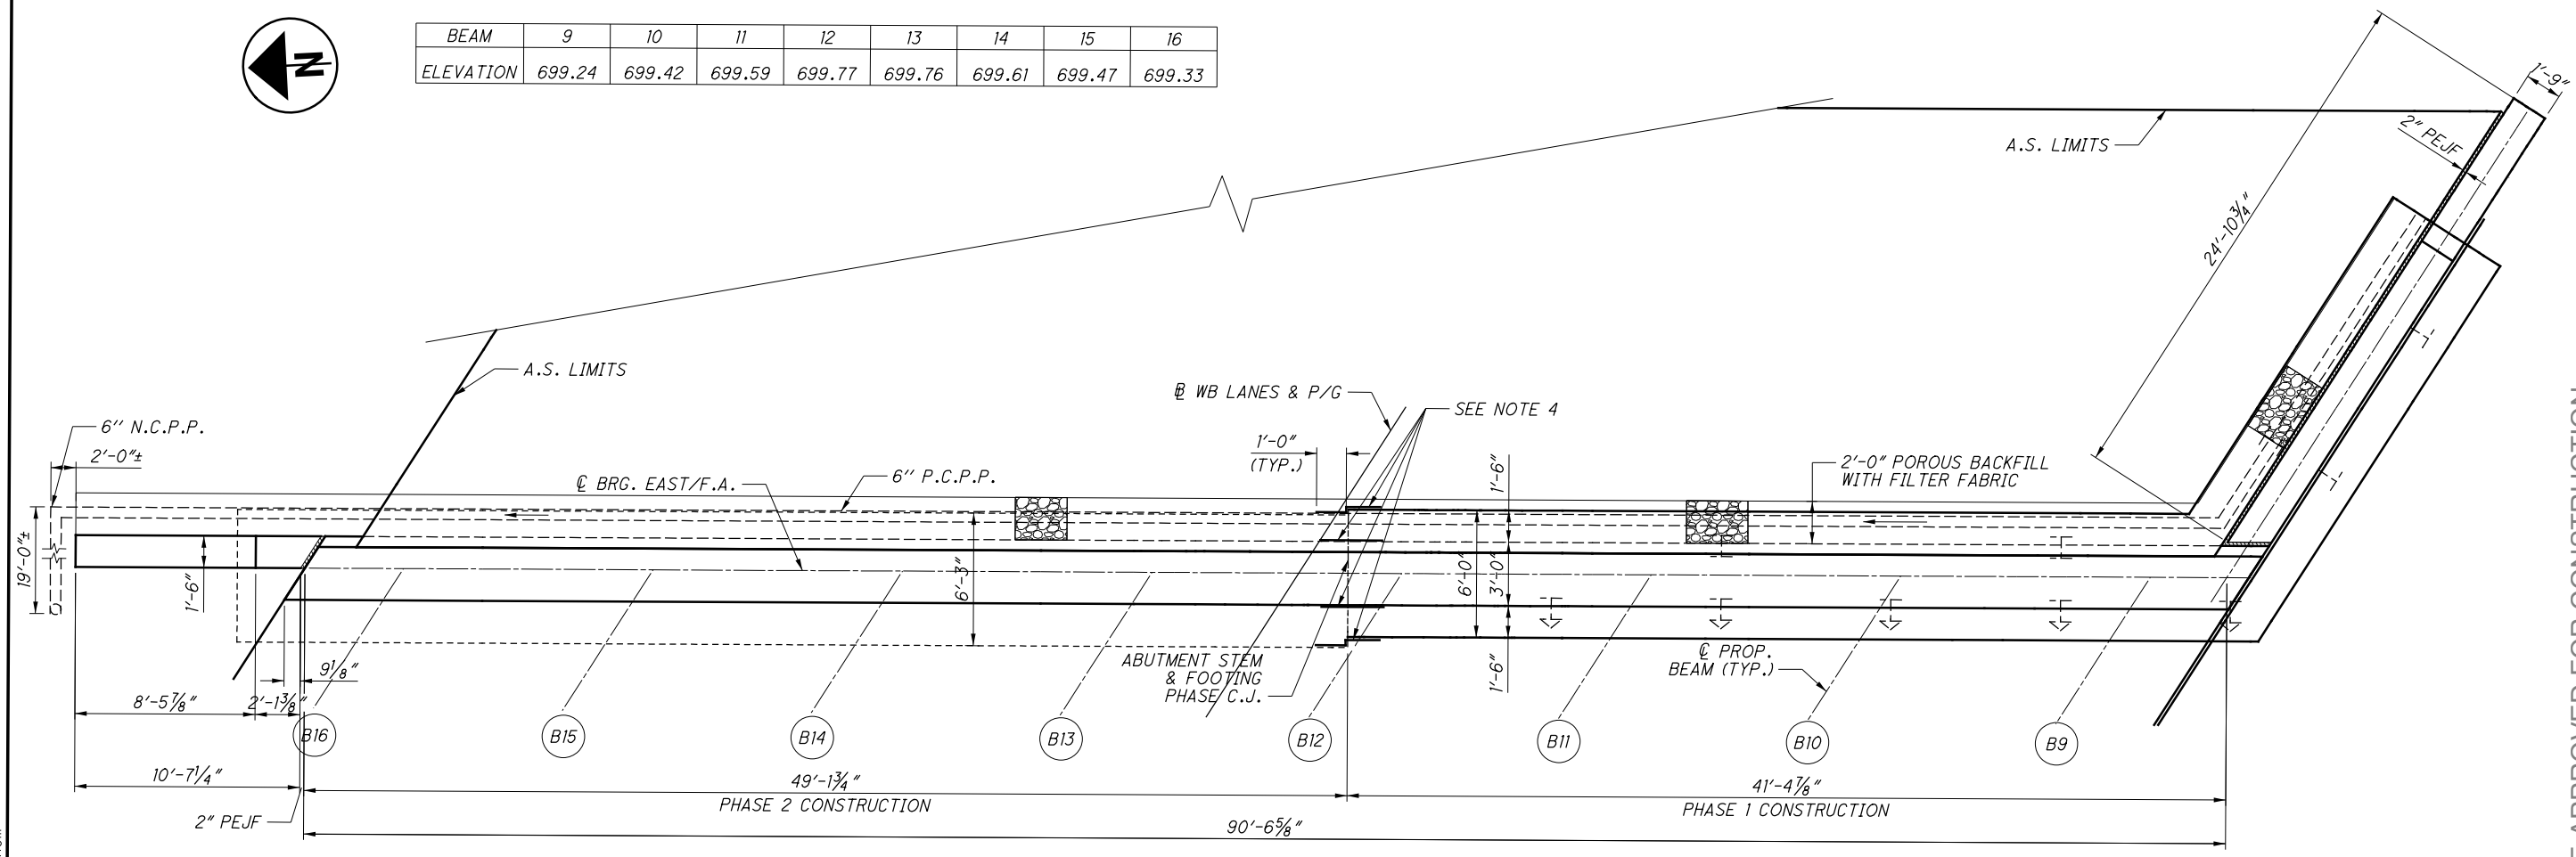 N
BEAM 9 10 11 12 13 14 15 16
ELEVATION 699.24 699.42 699.59 699.77 699.76 699.61 699.47 699.33
1'-9"
2" PEJF
A.S. LIMITS
24'-10¾"
A.S. LIMITS
℄ WB LANES & P/G
SEE NOTE 4
6'' N.C.P.P.
2'-0"±
1'-0"
(TYP.)
1'-6"
2'-0" POROUS BACKFILL
WITH FILTER FABRIC
℄ BRG. EAST/F.A.
6'' P.C.P.P.
19'-0"±
1'-6"
6'-3"
6'-0"
3'-0"
1'-6"
9⅛"
ABUTMENT STEM
& FOOTING
PHASE C.J.
℄ PROP.
BEAM (TYP.)
8'-5⅞"
2'-1⅜"
B16
B15
B14
B13
B12
B11
B10
B9
10'-7¼"
49'-1¾"
PHASE 2 CONSTRUCTION
41'-4⅞"
PHASE 1 CONSTRUCTION
2" PEJF
90'-6⅝"
APPROVED FOR CONSTRUCTION